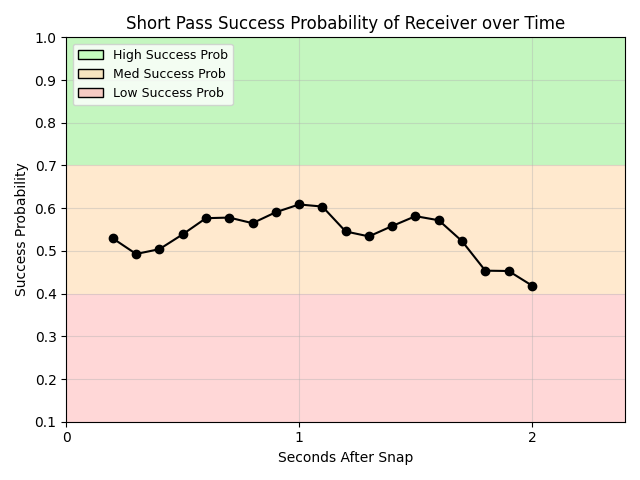 Short Pass Success Probability of Receiver over Time
High Success Prob
Med Success Prob
Low Success Prob
Success Probability
1.0
0.9
0.8
0.7
0.6
0.5
0.4
0.3
0.2
0.1
0
1
2
Seconds After Snap